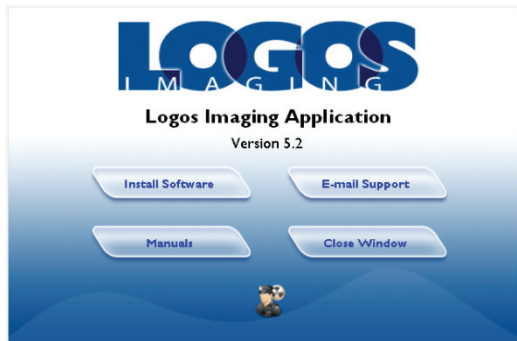 LOGOS
IMAGING
Logos Imaging Application
Version 5.2
Install Software
E-mail Support
Manuals
Close Window